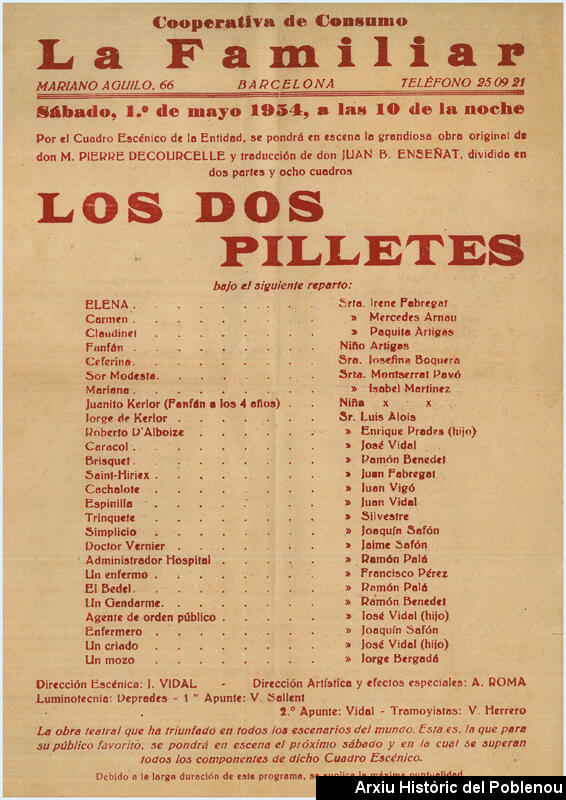 Cooperativa de Consumo
La Familiar
MARIANO AGUILO, 66 BARCELONA TELÉFONO 25 09 21
Sábado, 1.º de mayo 1954, a las 10 de la noche
Por el Cuadro Escénico de la Entidad, se pondrá en escena la grandiosa obra original de
don M. PIERRE DECOURCELLE y traducción de don JUAN B. ENSEÑAT, dividida en
dos partes y ocho cuadros
LOS DOS
PILLETES
bajo el siguiente reparto:
ELENA . . . . . . . Srta. Irene Fabregat
Carmen . . . . . . . » Mercedes Arnau
Claudinet . . . . . . . » Paquita Artigas
Fanfán . . . . . . . Niño Artigas
Ceferina. . . . . . . Sra. Josefina Boquera
Sor Modesta. . . . . . . Srta. Montserrat Pavó
Mariana . . . . . . . » Isabel Martinez
Juanito Kerlor (Fanfán a los 4 años) . . Niña x - x
Jorge de Kerlor . . . . . . Sr. Luis Alois
Roberto D'Alboize . . . . . » Enrique Prades (hijo)
Caracol . . . . . . . » José Vidal
Brisquet. . . . . . . » Ramón Benedet
Saint-Hiriex . . . . . . . » Juan Fabregat
Cachalote . . . . . . . » Juan Vigó
Espinilla . . . . . . . » Juan Vidal
Trinquete . . . . . . . » Silvestre
Simplicio . . . . . . . » Joaquín Safón
Doctor Vernier . . . . . . » Jaime Safón
Administrador Hospital . . . . » Ramón Palá
Un enfermo . . . . . . . » Francisco Pérez
El Bedel. . . . . . . » Ramón Palá
Un Gendarme. . . . . . . » Ramón Benedet
Agente de orden público . . . . » José Vidal (hijo)
Enfermero . . . . . . . » Joaquín Safón
Un criado . . . . . . . » José Vidal (hijo)
Un mozo . . . . . . . » Jorge Bergadá
Dirección Escénica: J. VIDAL - Dirección Artística y efectos especiales: A. ROMA
Luminotecnia: Deprades - 1.er Apunte: V. Sallent
2.º Apunte: Vidal - Tramoyistas: V. Herrero
La obra teatral que ha triunfado en todos los escenarios del mundo. Esta es, la que para
su público favorito, se pondrá en escena el próximo sábado y en la cual se superan
todos los componentes de dicho Cuadro Escénico.
Debido a la larga duración de este programa, se suplica la máxima puntualidad
Arxiu Històric del Poblenou